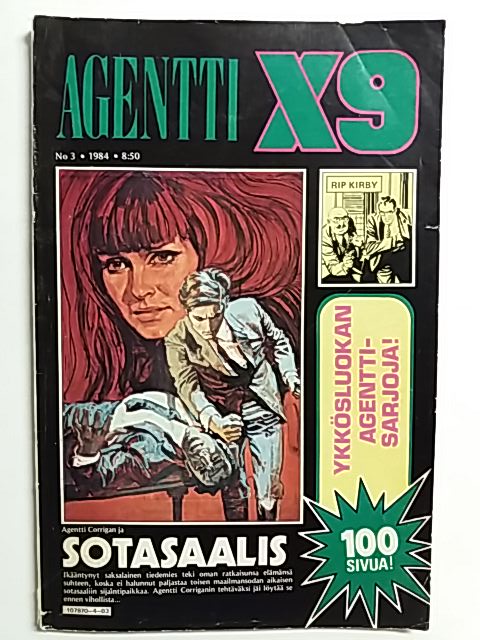 AGENTTI X9
No 3 • 1984 • 8:50
RIP KIRBY
YKKÖSLUOKAN
AGENTTI-
SARJOJA!
100
SIVUA!
Agentti Corrigan ja
SOTASAALIS
Ikääntynyt saksalainen tiedemies teki oman ratkaisunsa elämänsä
suhteen, koska ei halunnut paljastaa toisen maailmansodan aikaisen
sotasaaliin sijaintipaikkaa. Agentti Corriganin tehtäväksi jäi löytää se
ennen vihollista...
107870-4-03